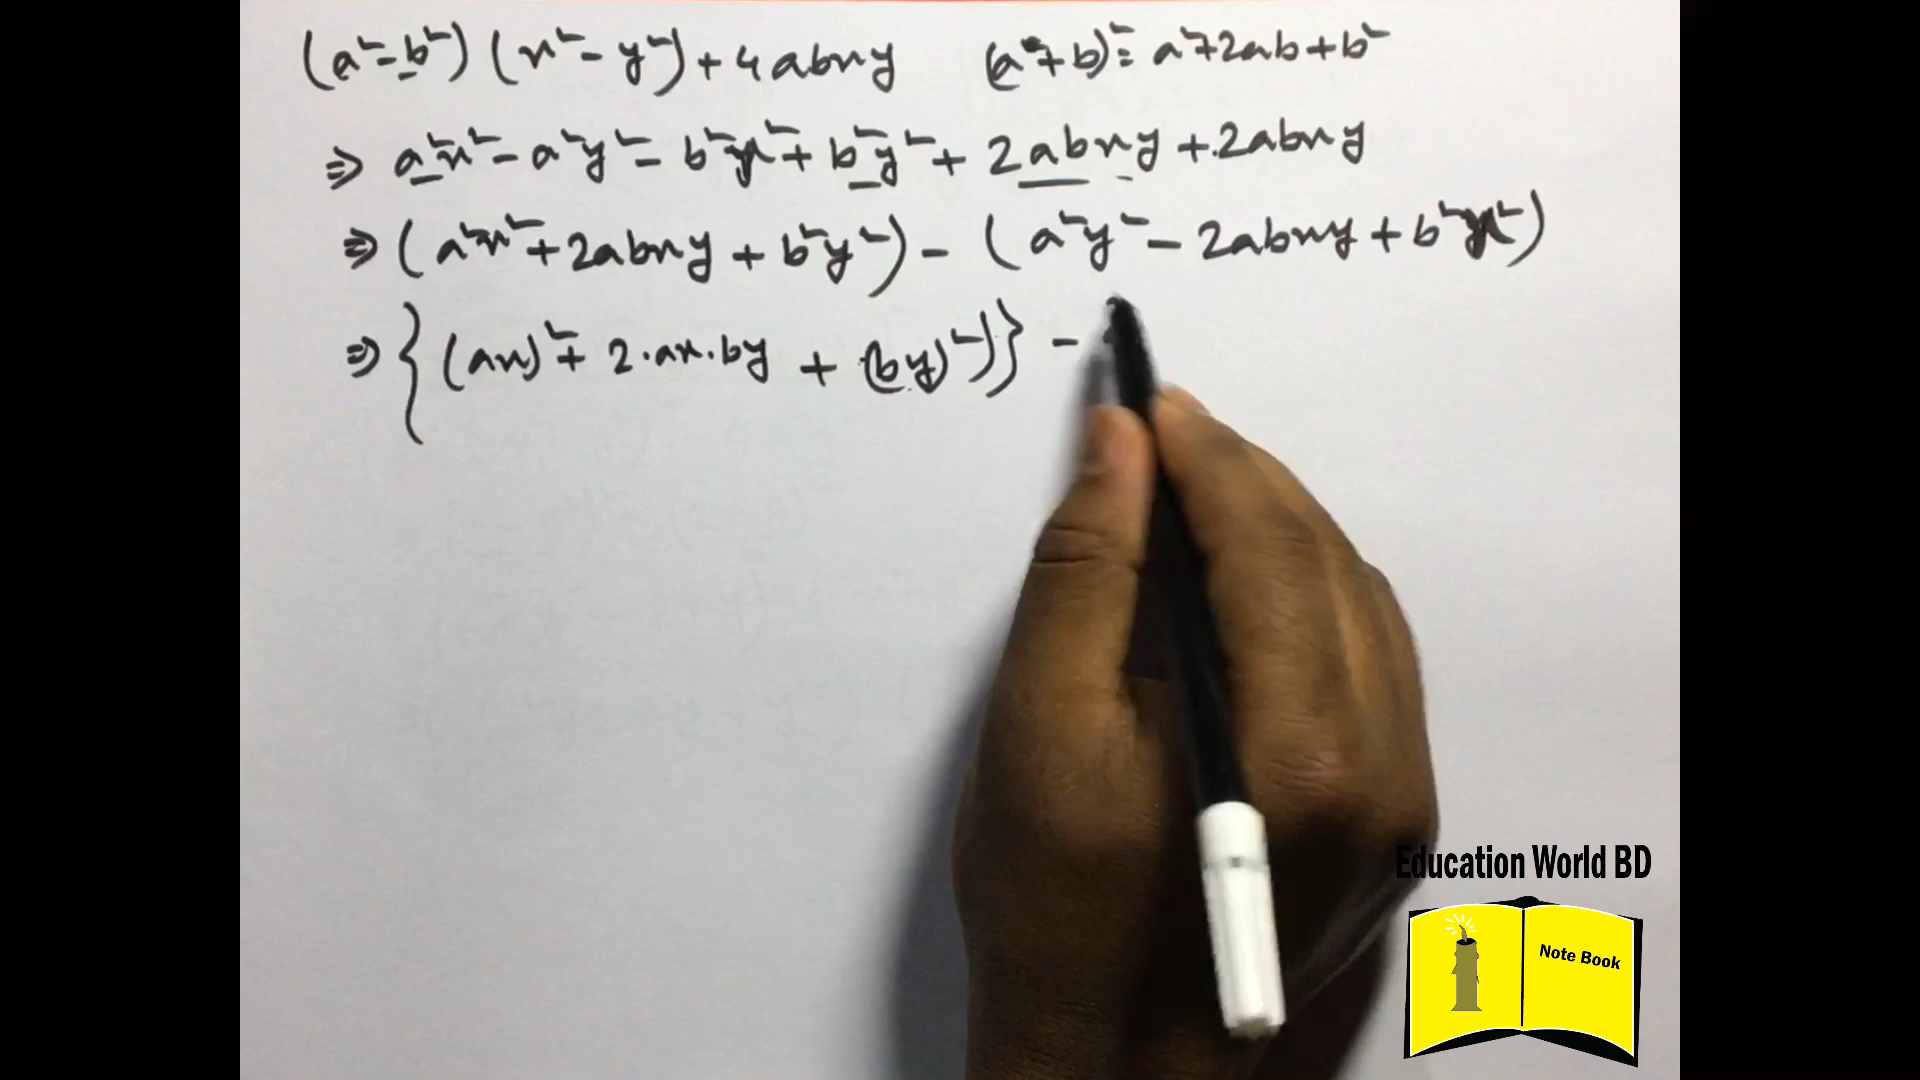 (a²-b²) (x²-y²)+4abxy (a+b)²= a²+2ab+b²
⇒ a²x²-a²y²-b²x²+b²y²+2abxy+2abxy
⇒ (a²x²+2abxy+b²y²)-(a²y²-2abxy+b²x²)
⇒ {(ax)²+2·ax·by+(by)²)}-
Education World BD
Note Book